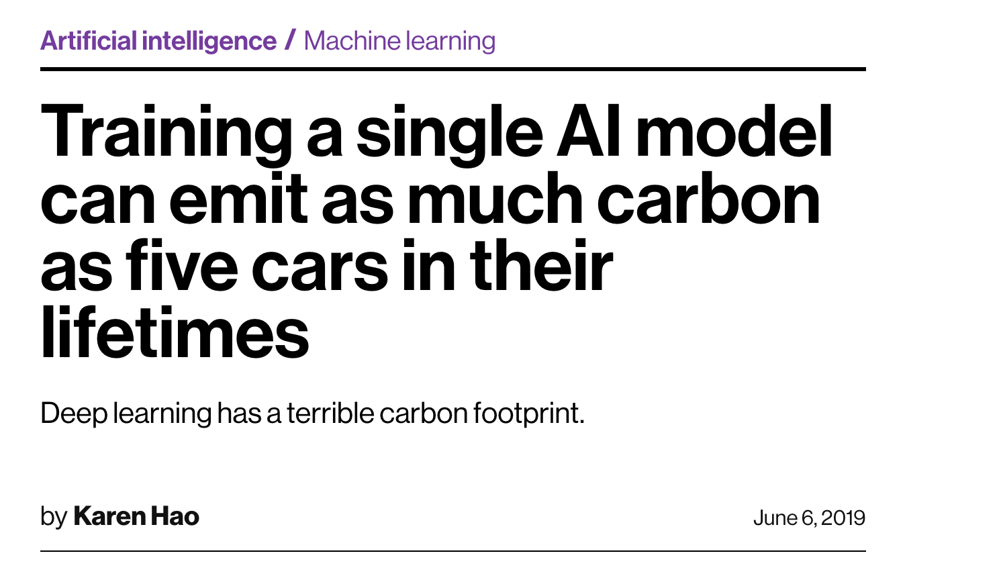 Artificial intelligence / Machine learning
Training a single AI model
can emit as much carbon
as five cars in their
lifetimes
Deep learning has a terrible carbon footprint.
by Karen Hao
June 6, 2019